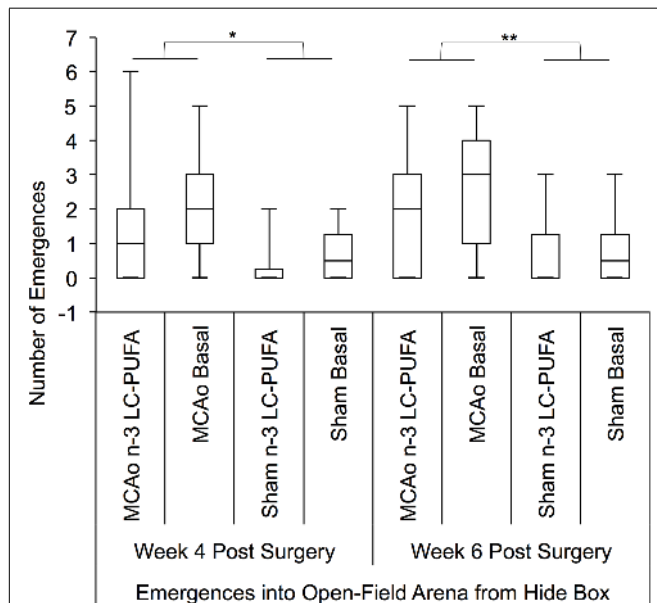 7
6
5
4
3
2
1
0
-1
*
**
Number of Emergences
MCAo n-3 LC-PUFA
MCAo Basal
Sham n-3 LC-PUFA
Sham Basal
MCAo n-3 LC-PUFA
MCAo Basal
Sham n-3 LC-PUFA
Sham Basal
Week 4 Post Surgery
Week 6 Post Surgery
Emergences into Open-Field Arena from Hide Box